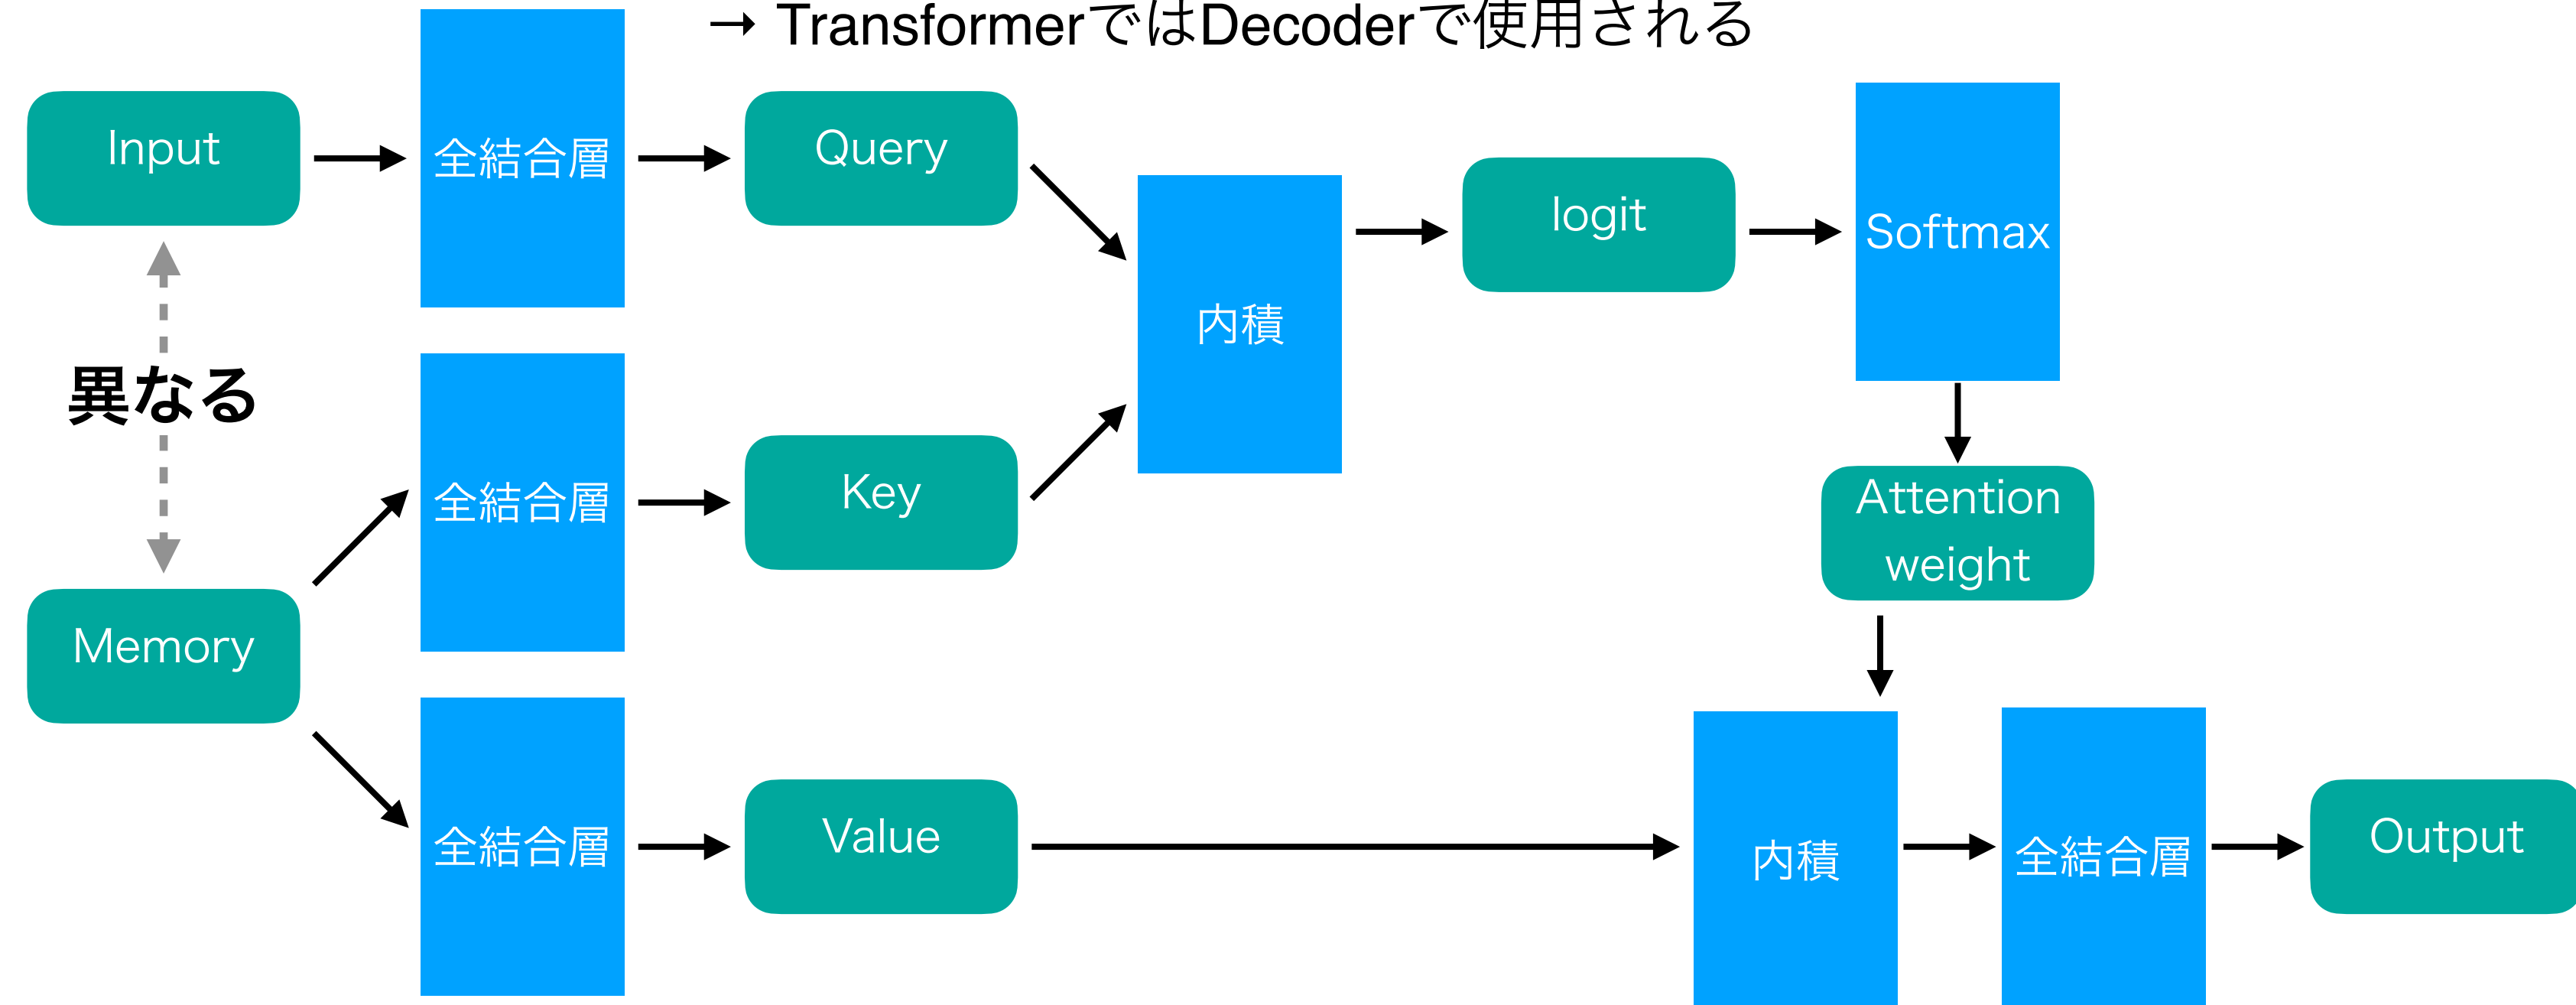 → TransformerではDecoderで使用される
Input
全結合層
Query
内積
logit
Softmax
異なる
全結合層
Key
Attention
weight
Memory
全結合層
Value
内積
全結合層
Output